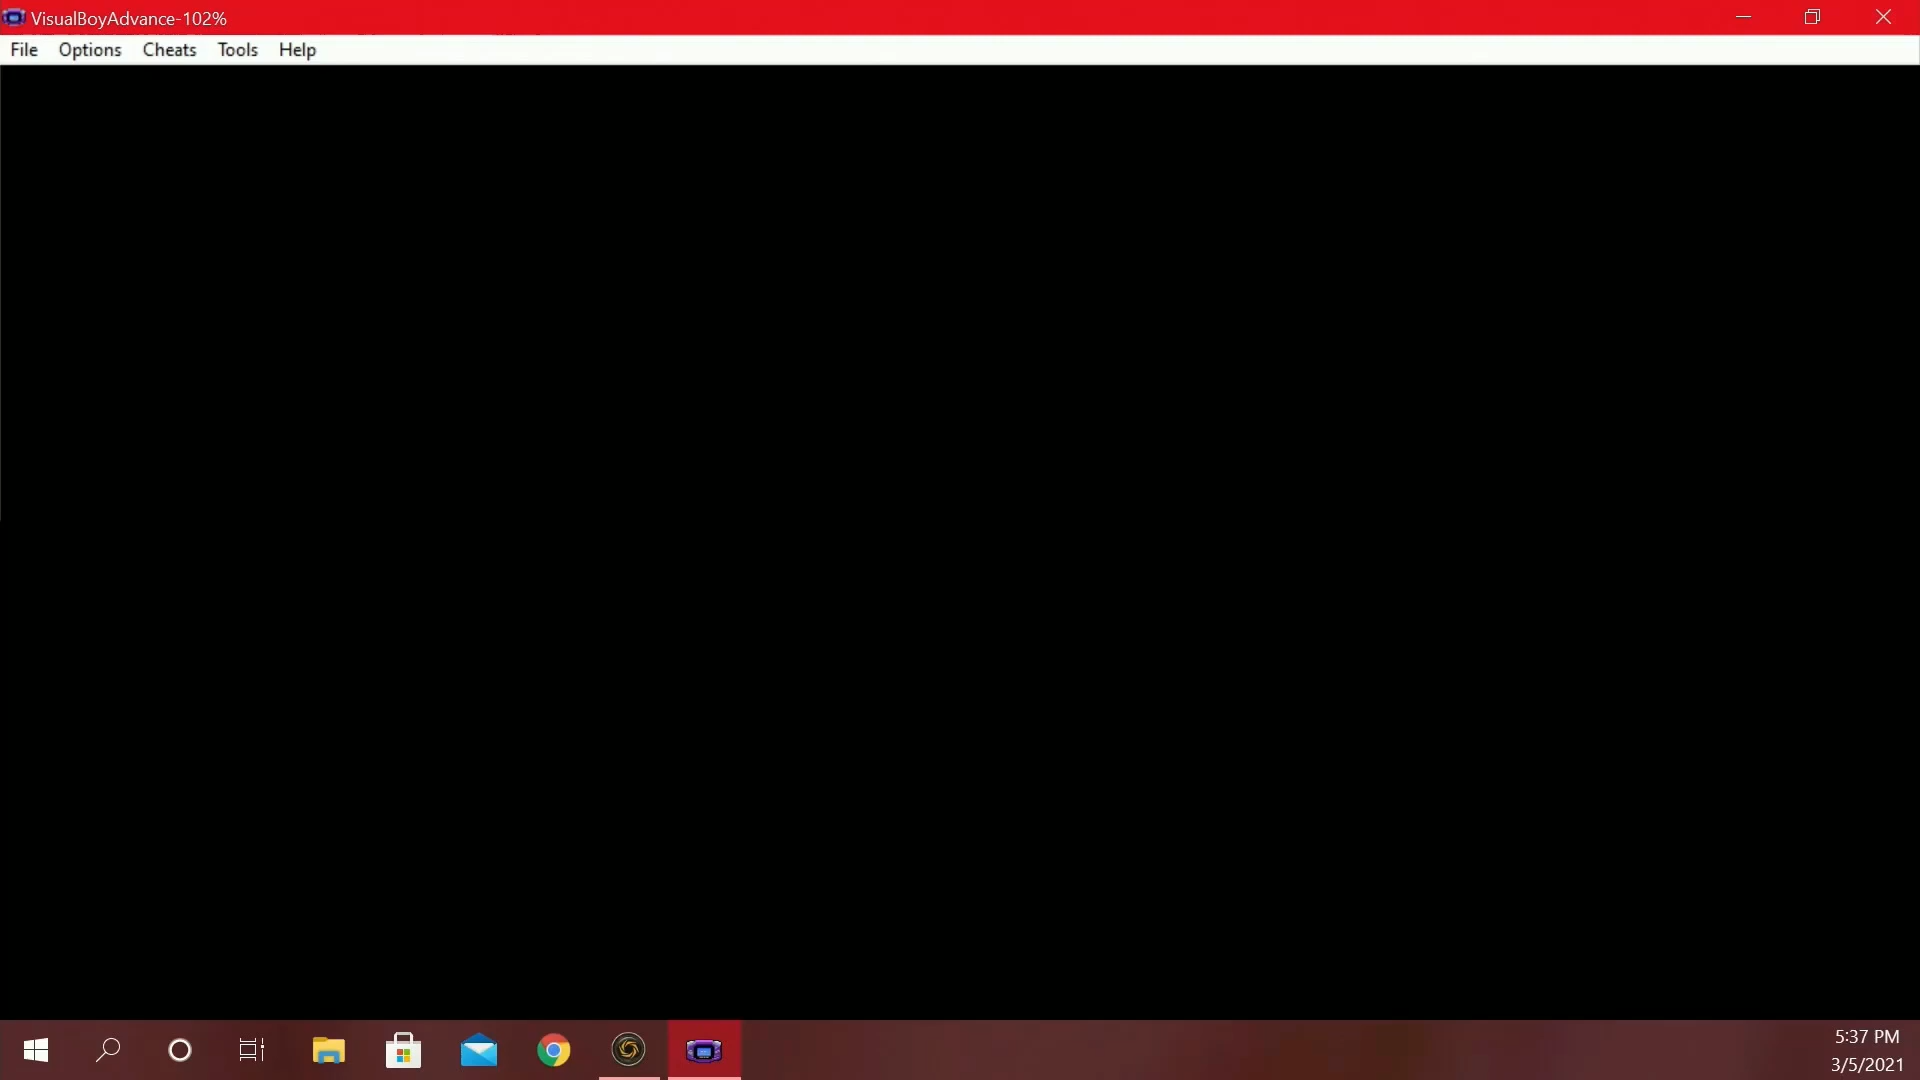 VisualBoyAdvance-102%
File Options Cheats Tools Help
5:37 PM
3/5/2021